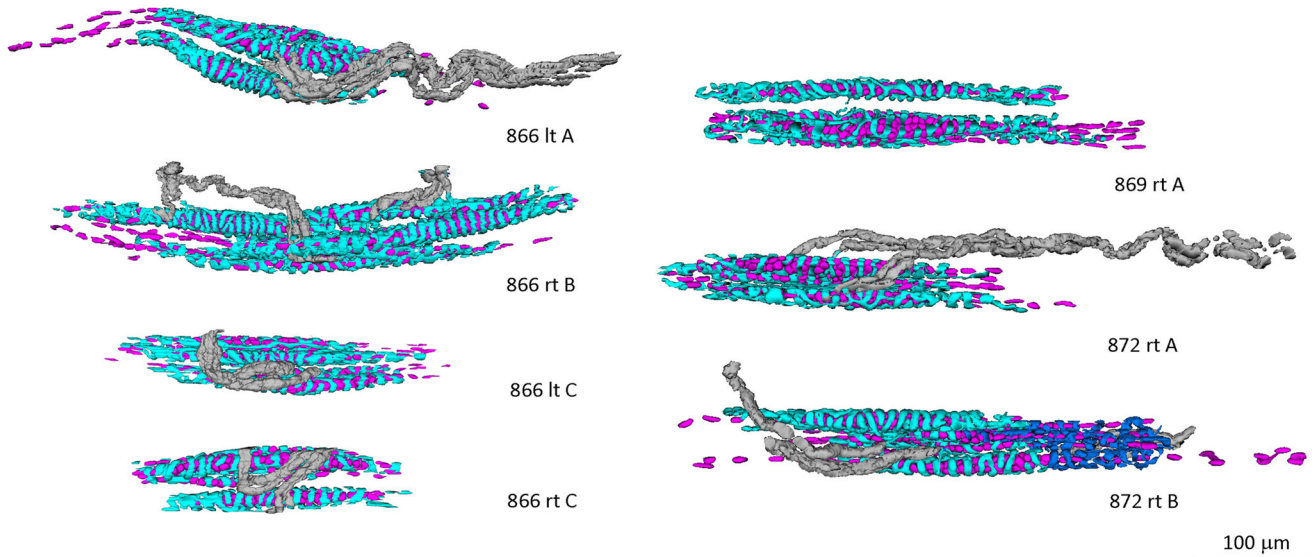 866 lt A
866 rt B
866 lt C
866 rt C
869 rt A
872 rt A
872 rt B
100 μm